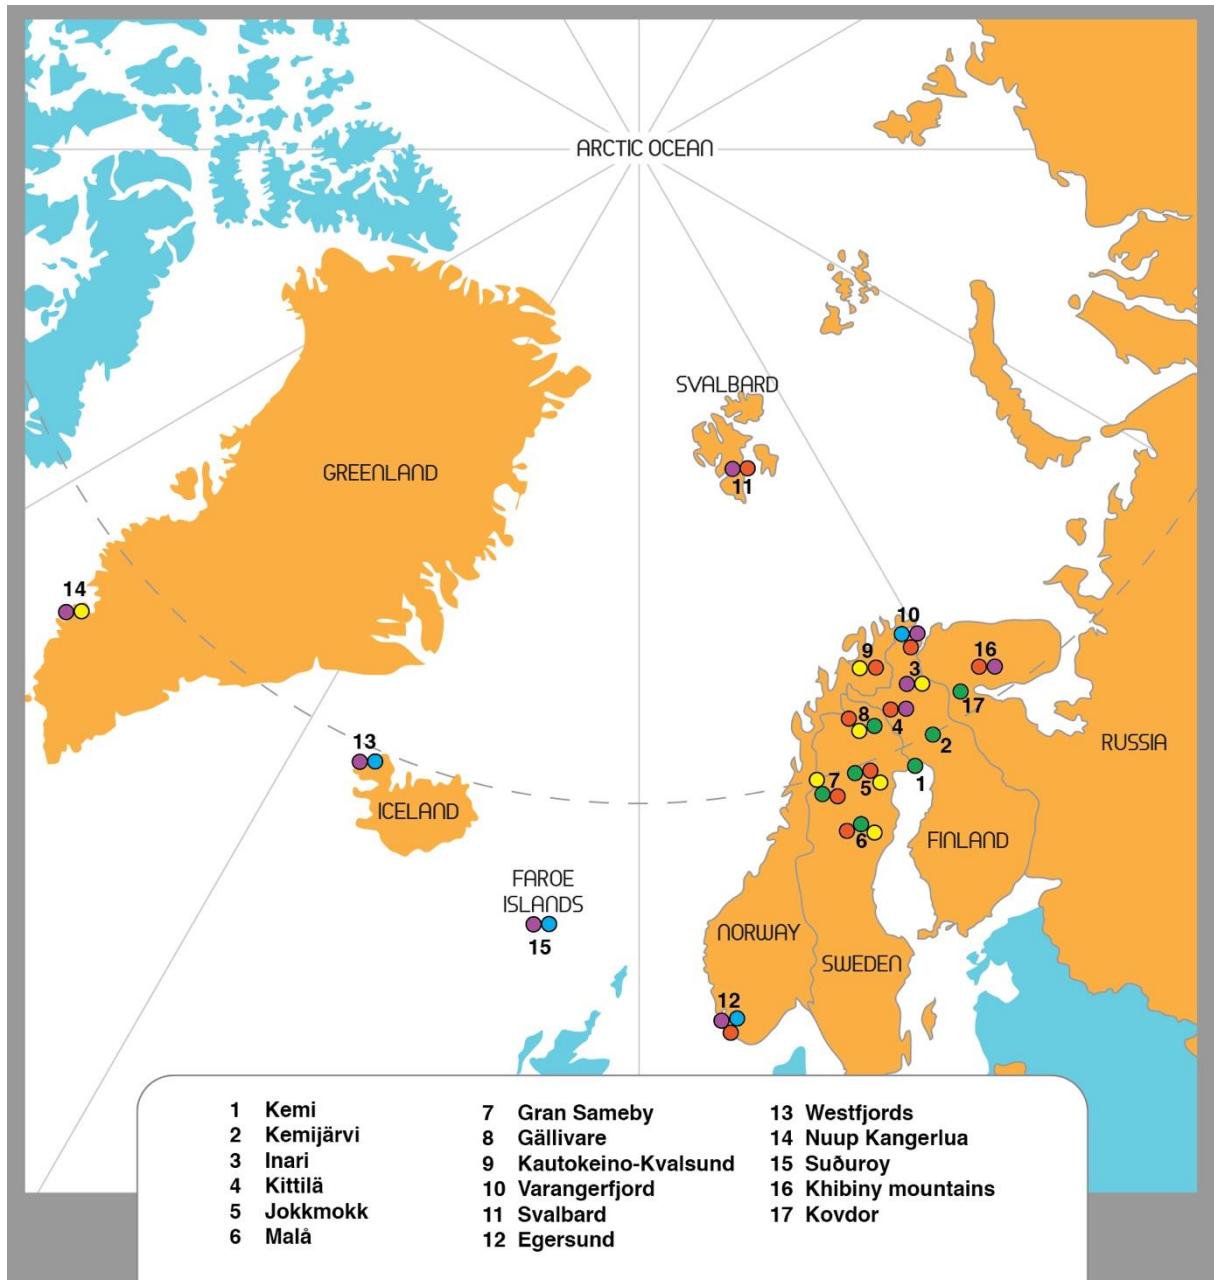 ARCTIC OCEAN
SVALBARD
GREENLAND
11
14
10
9
16
3
17
8
4
2
RUSSIA
13
7
5
1
ICELAND
6
FINLAND
FAROE
ISLANDS
15
NORWAY
SWEDEN
12
1 Kemi
2 Kemijärvi
3 Inari
4 Kittilä
5 Jokkmokk
6 Malå
7 Gran Sameby
8 Gällivare
9 Kautokeino-Kvalsund
10 Varangerfjord
11 Svalbard
12 Egersund
13 Westfjords
14 Nuup Kangerlua
15 Suðuroy
16 Khibiny mountains
17 Kovdor